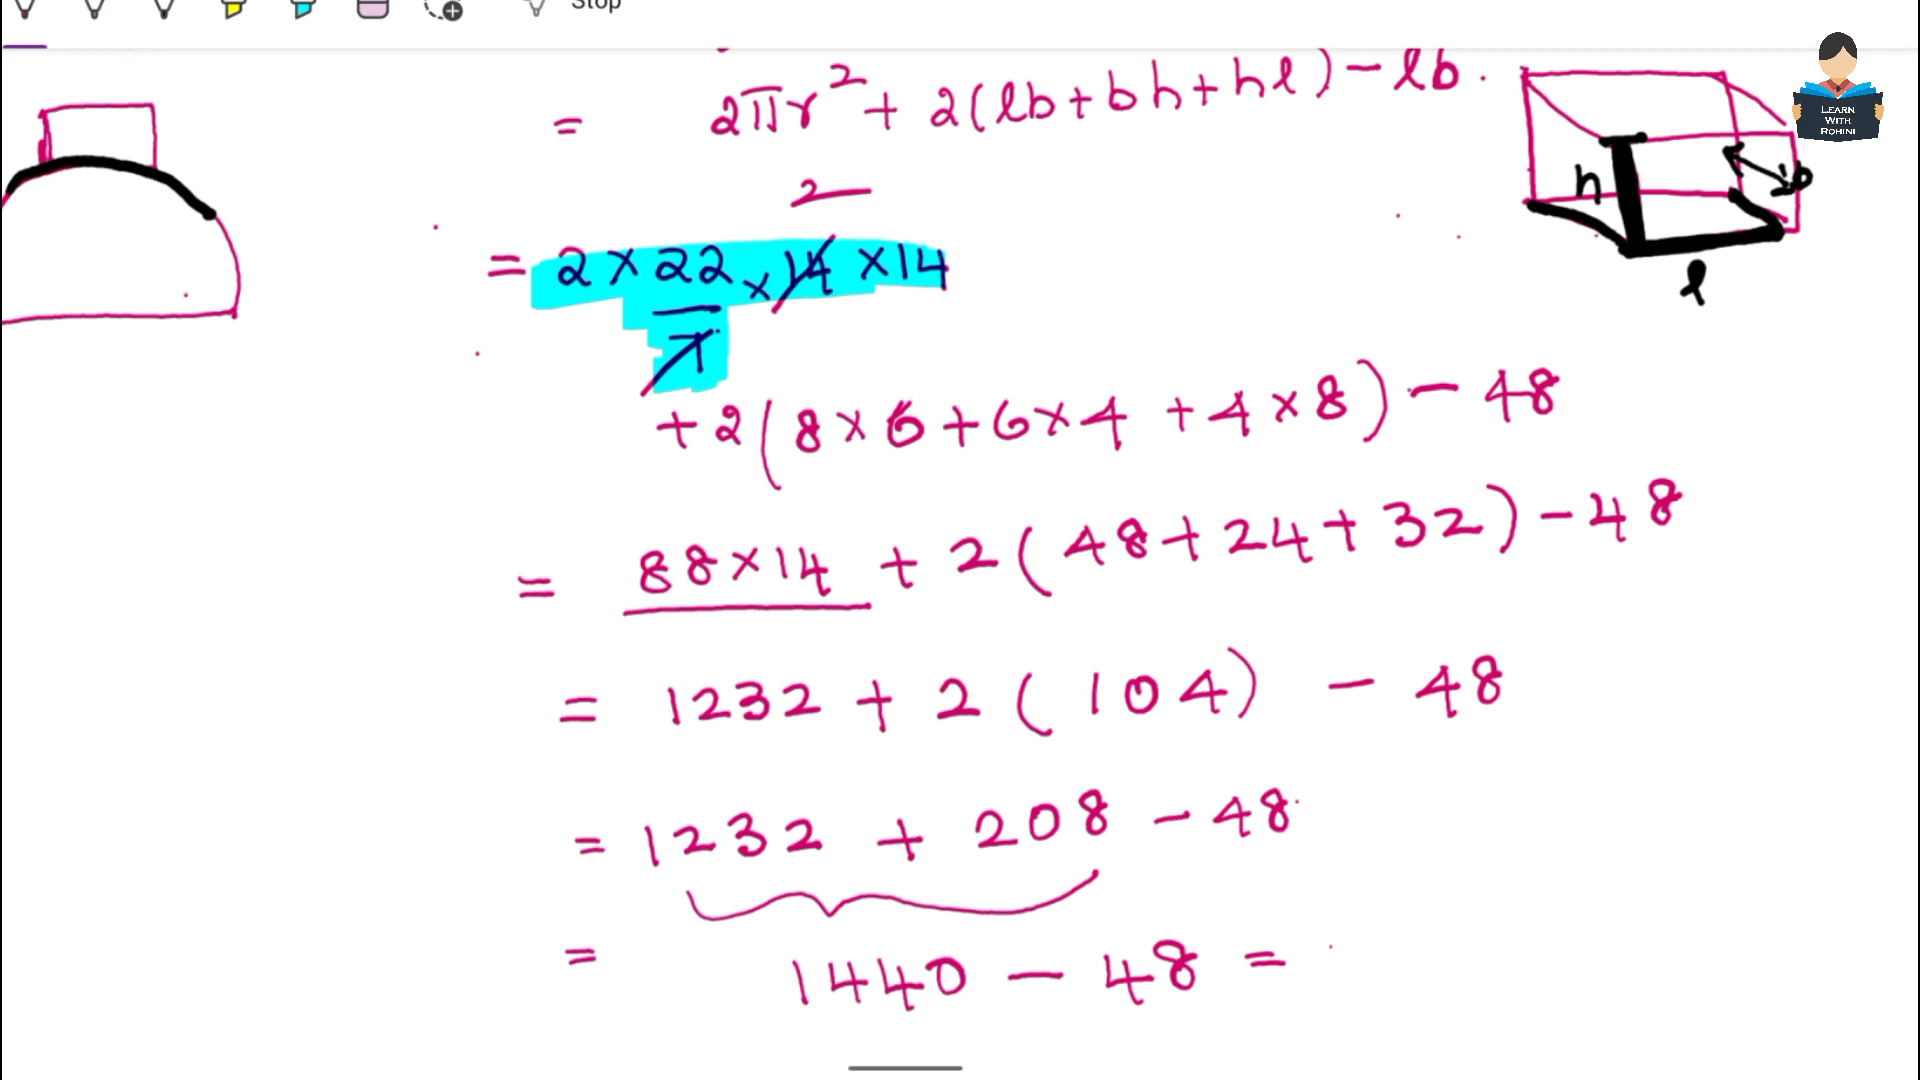 Stop
= 2πr² + 2(lb+bh+hl) - lb.
2
= 2 × 22/7 × 14 × 14
+2(8×6+6×4+4×8) - 48
= 88×14 + 2(48+24+32) - 48
= 1232 + 2(104) - 48
= 1232 + 208 - 48
= 1440 - 48 =
h
b
l
LEARN
WITH
ROHINI